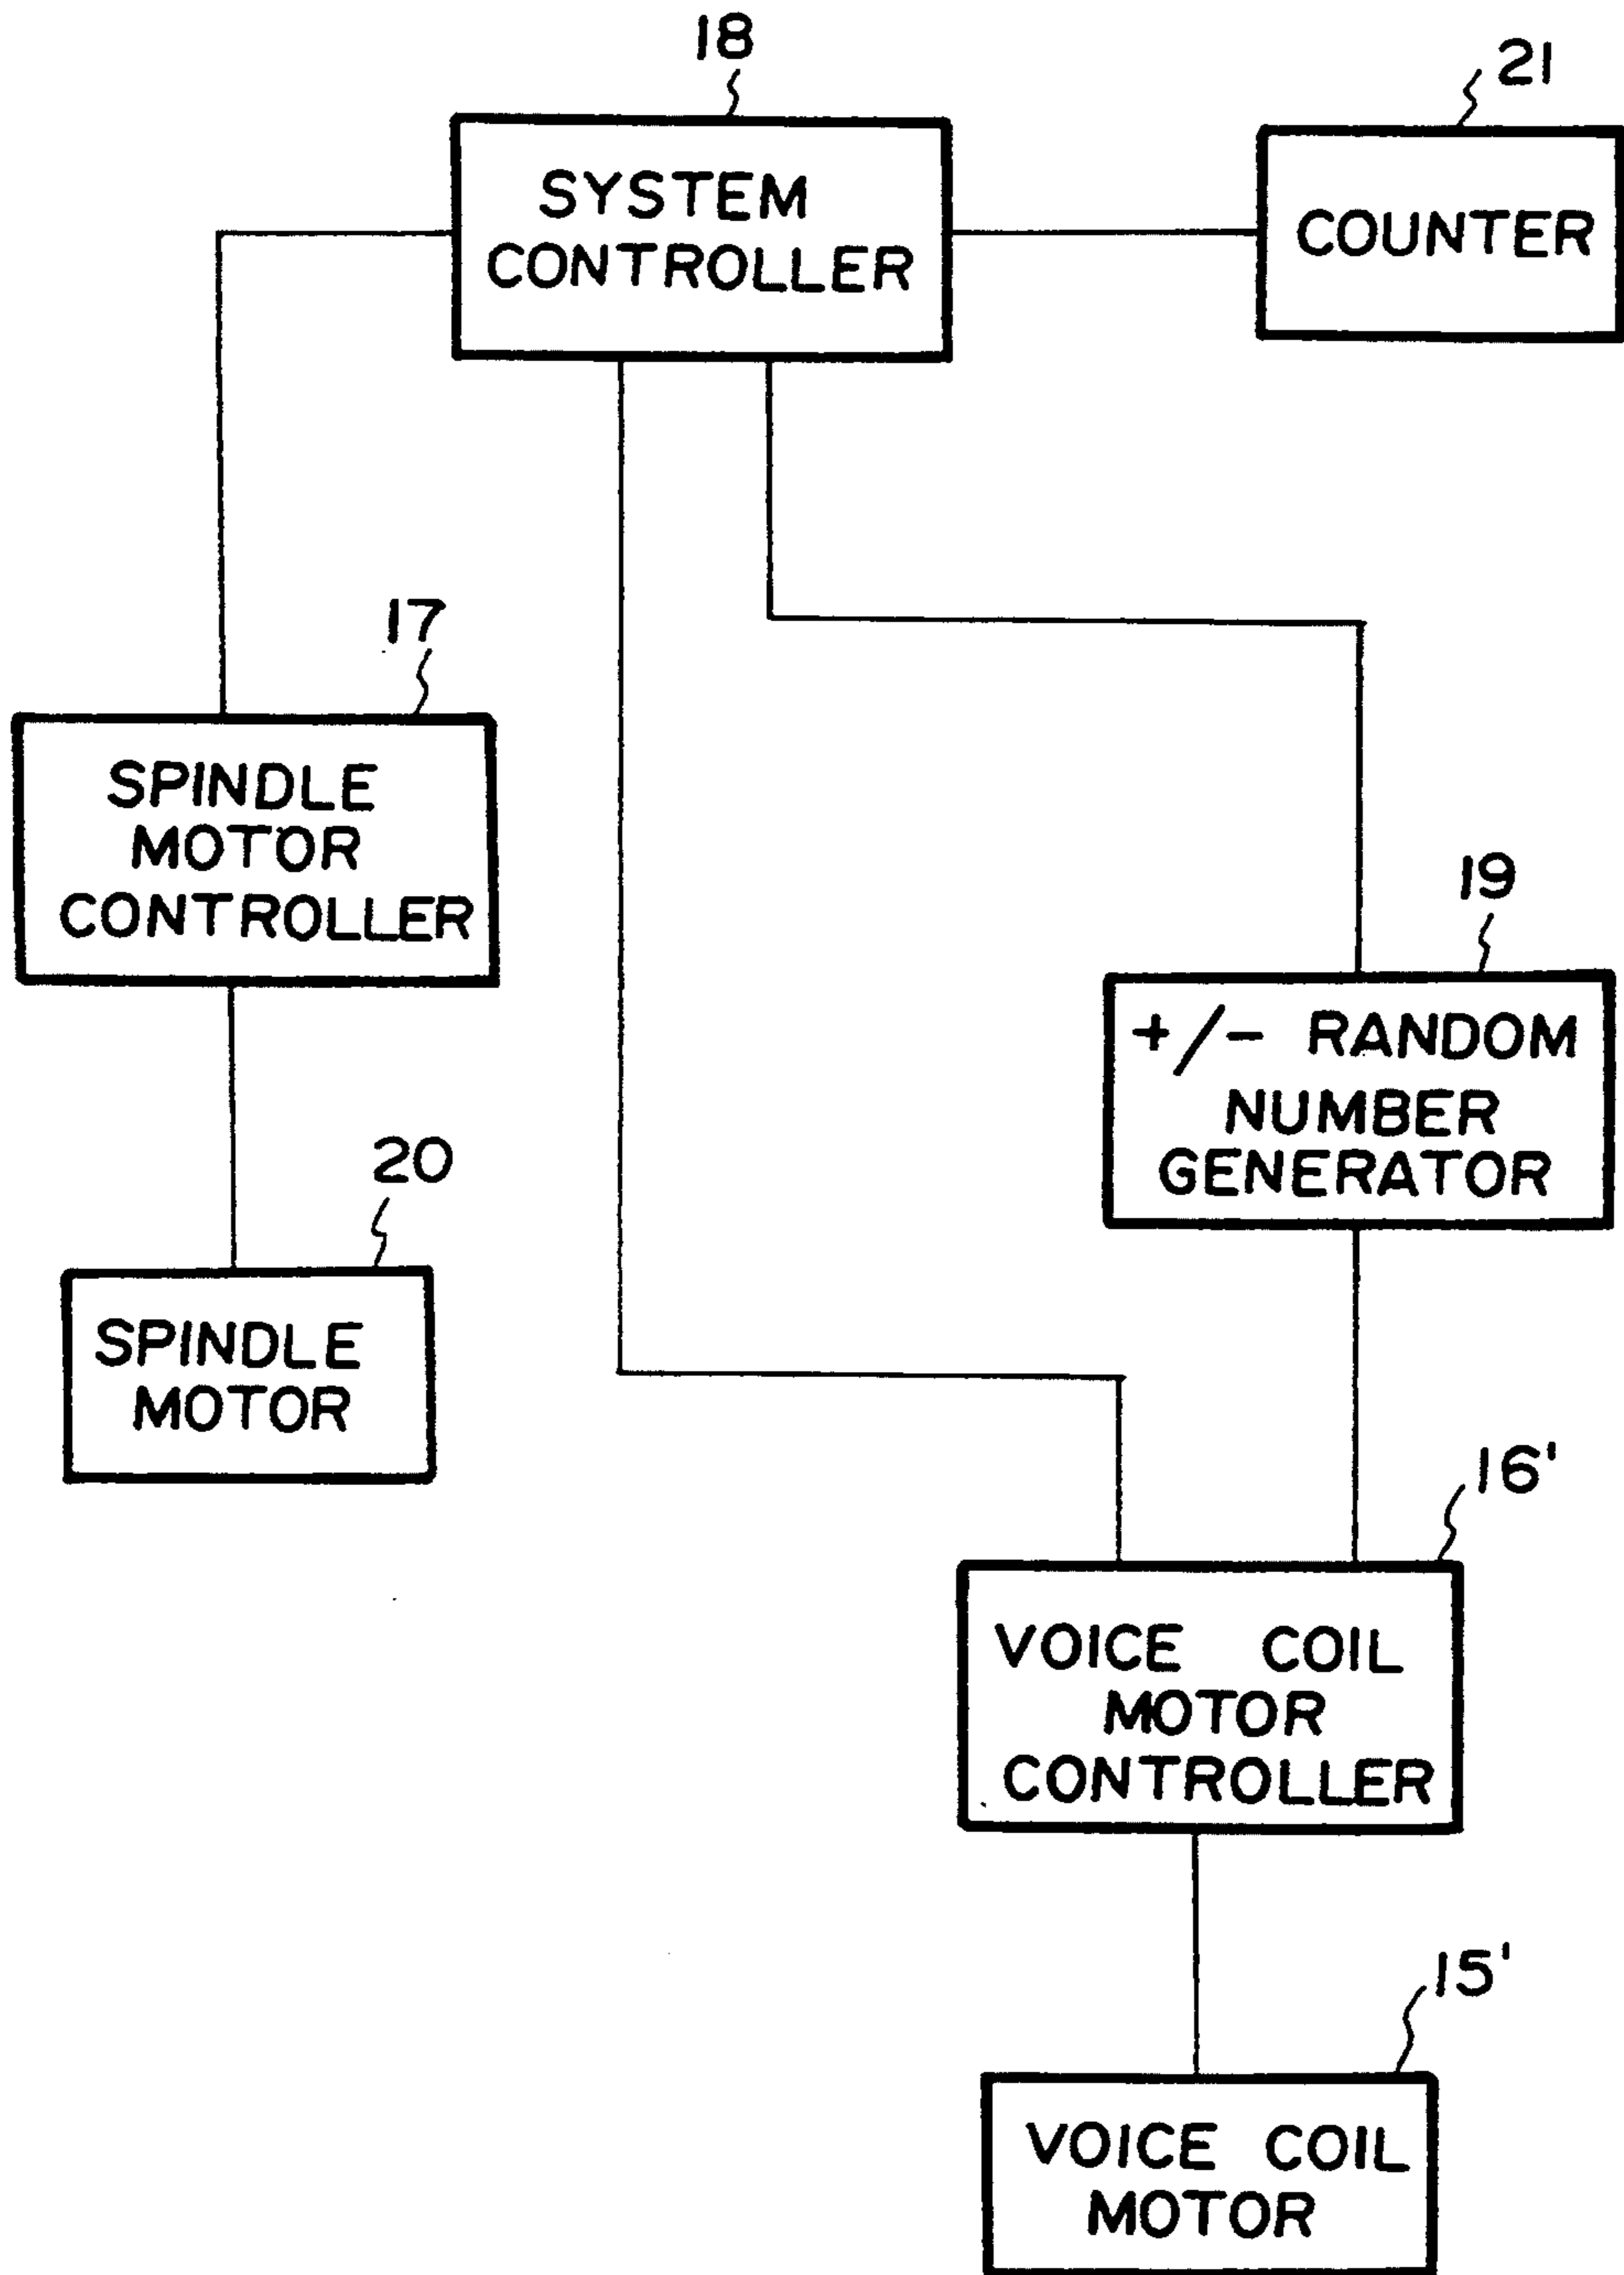 18
SYSTEM
CONTROLLER
21
COUNTER
17
SPINDLE
MOTOR
CONTROLLER
19
+/- RANDOM
NUMBER
GENERATOR
20
SPINDLE
MOTOR
16'
VOICE COIL
MOTOR
CONTROLLER
15'
VOICE COIL
MOTOR